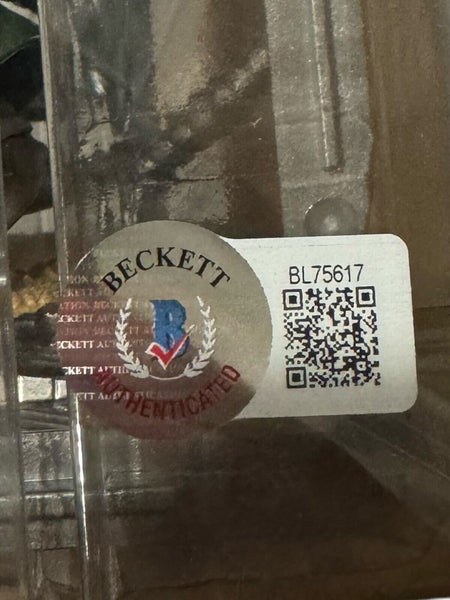 BECKETT
BL75617
B
AUTHENTICATED